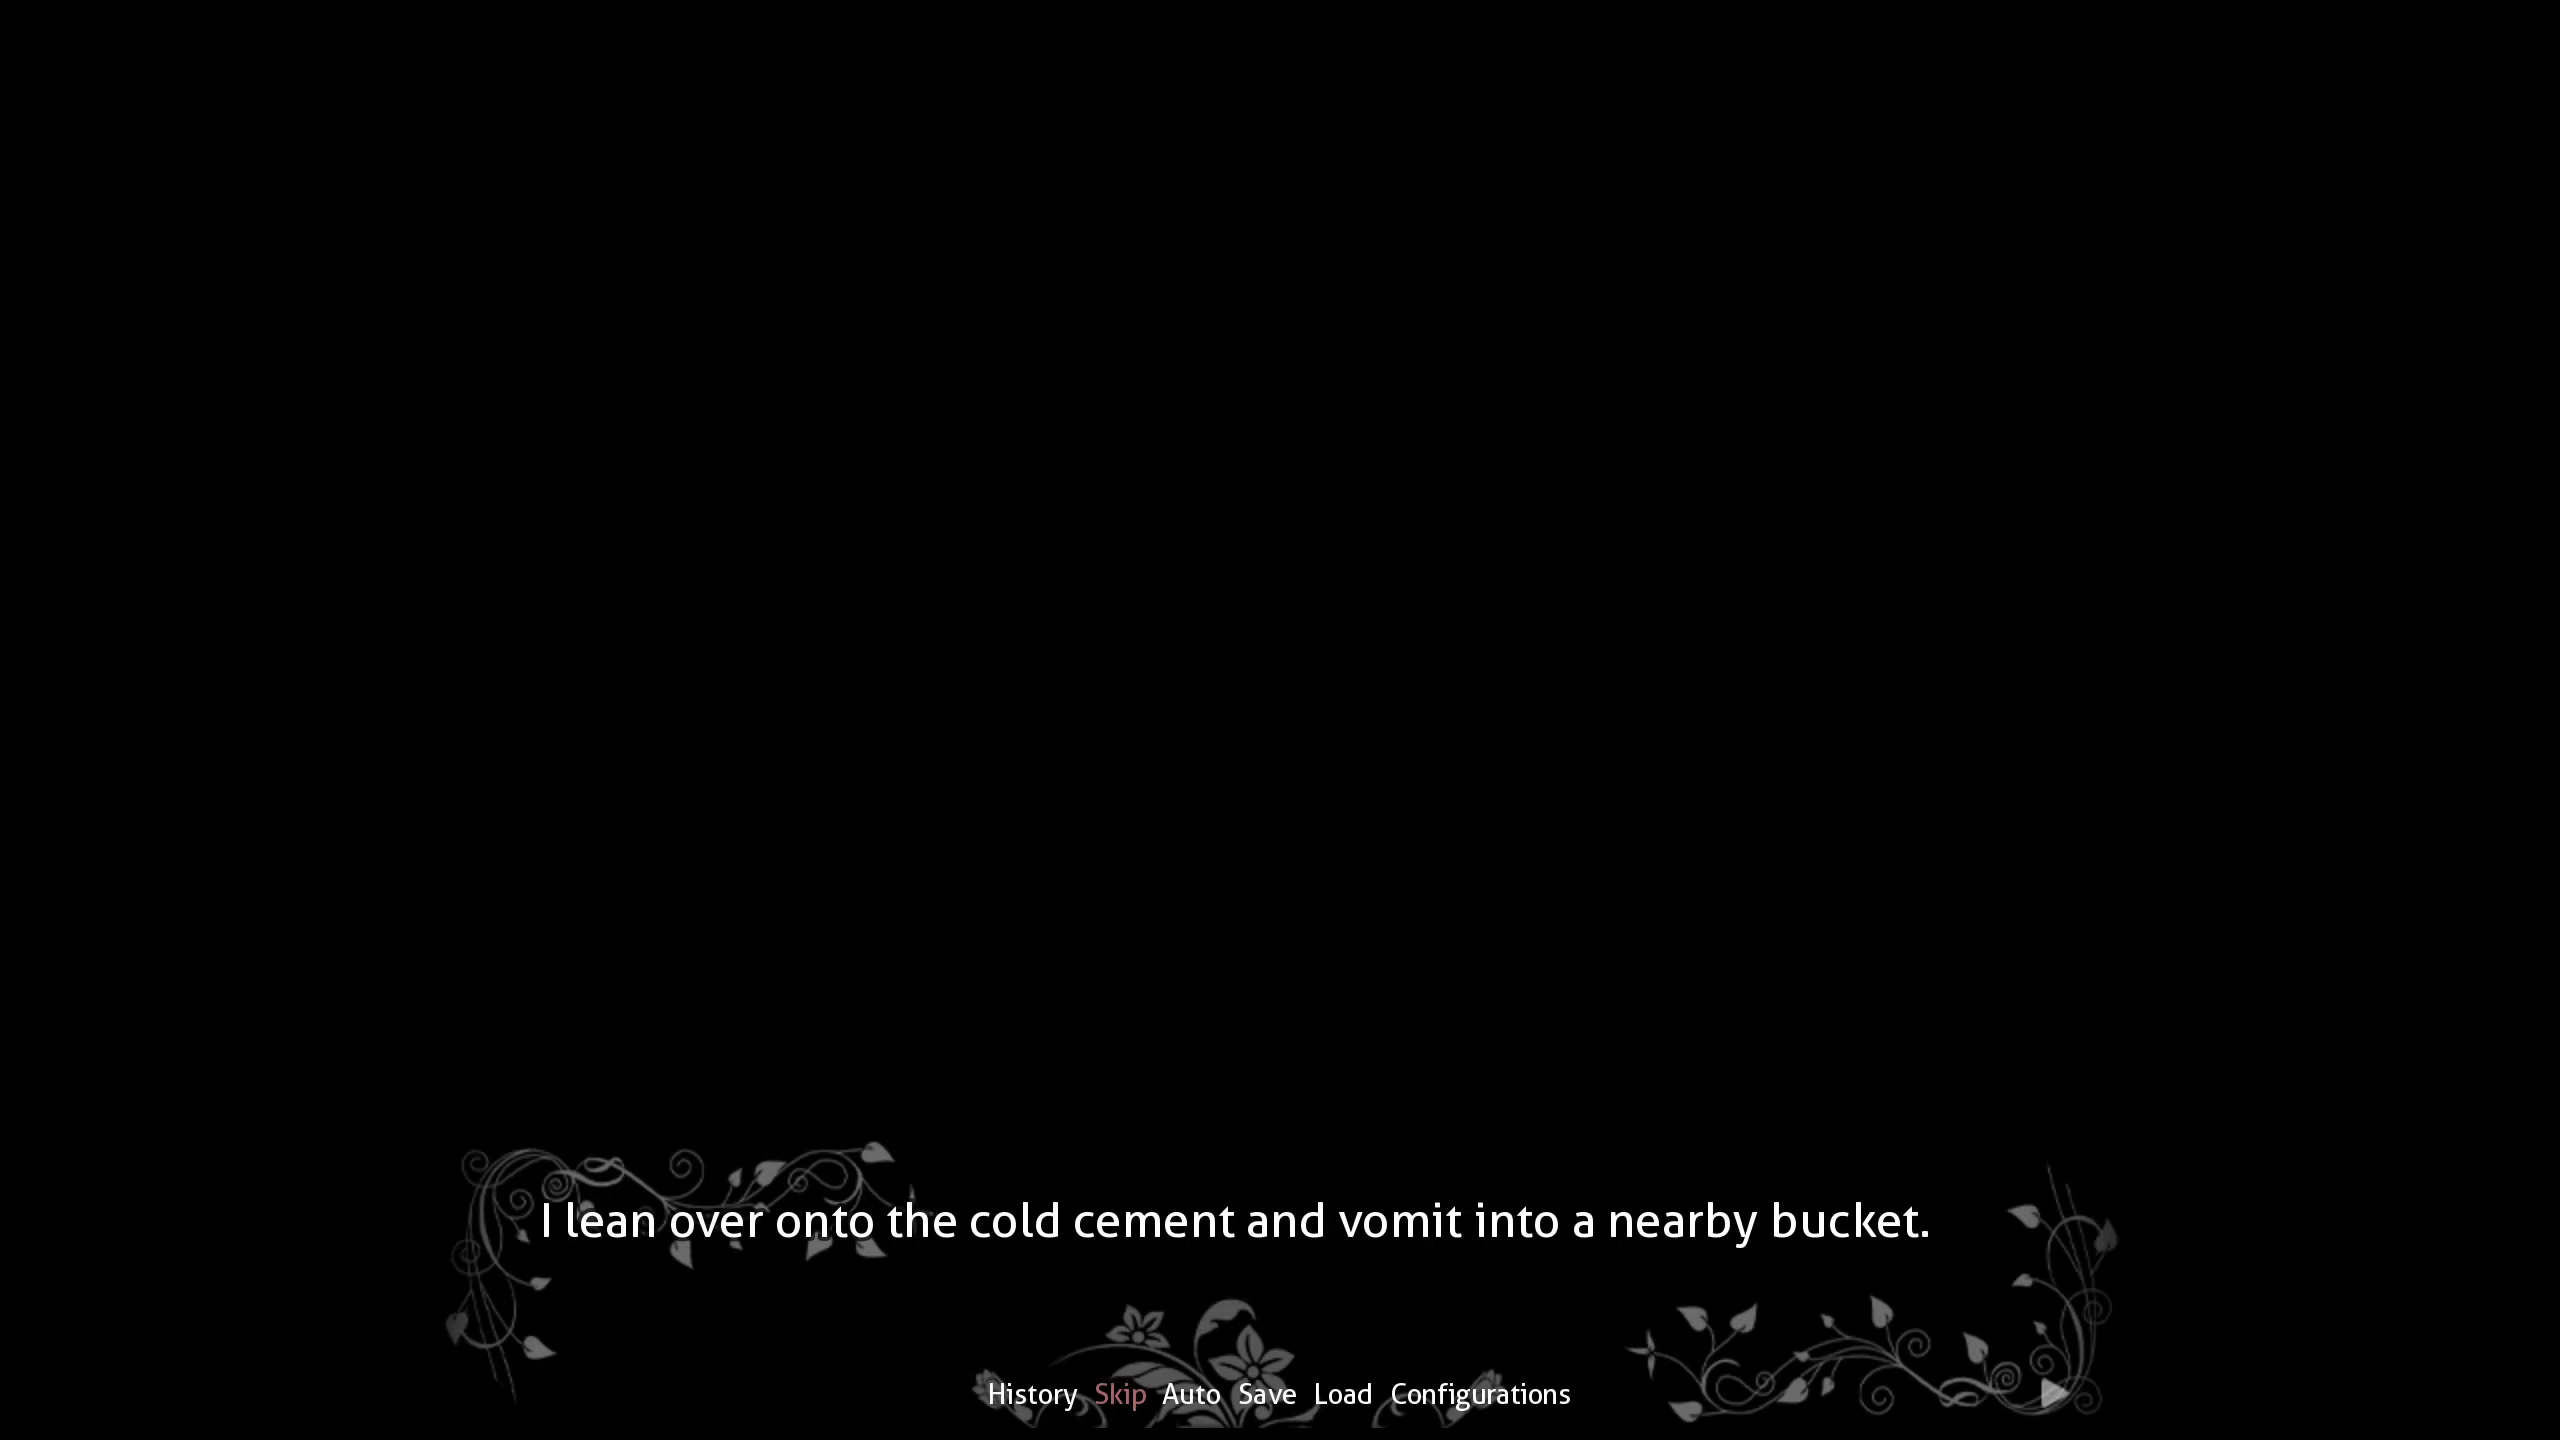 I lean over onto the cold cement and vomit into a nearby bucket.
History Skip Auto Save Load Configurations